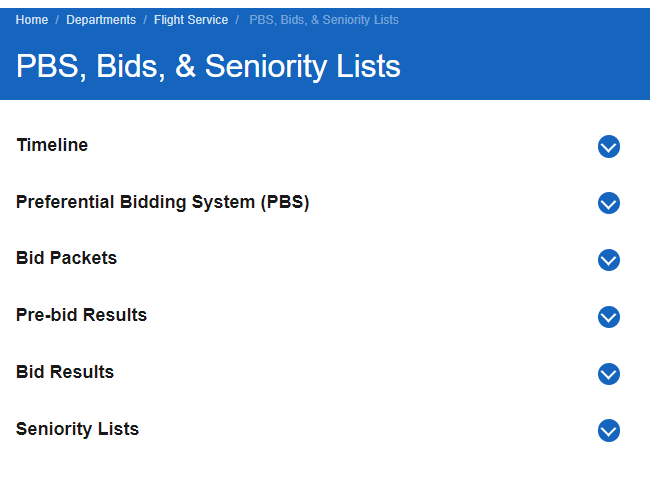 Home / Departments / Flight Service / PBS, Bids, & Seniority Lists
PBS, Bids, & Seniority Lists
Timeline
Preferential Bidding System (PBS)
Bid Packets
Pre-bid Results
Bid Results
Seniority Lists